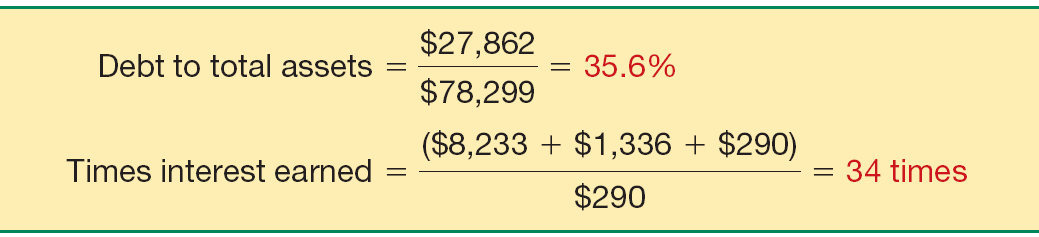 Debt to total assets = $27,862 / $78,299 = 35.6%
Times interest earned = ($8,233 + $1,336 + $290) / $290 = 34 times